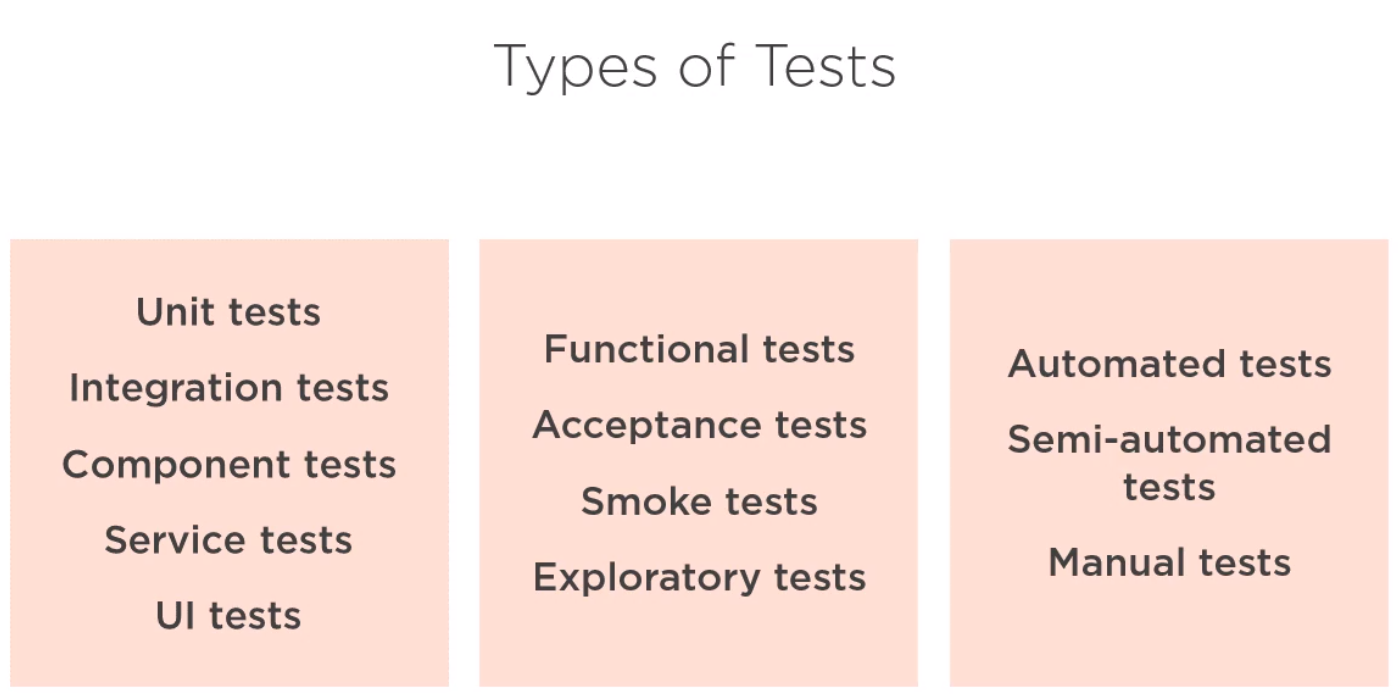 Types of Tests
Unit tests
Integration tests
Component tests
Service tests
UI tests
Functional tests
Acceptance tests
Smoke tests
Exploratory tests
Automated tests
Semi-automated
tests
Manual tests